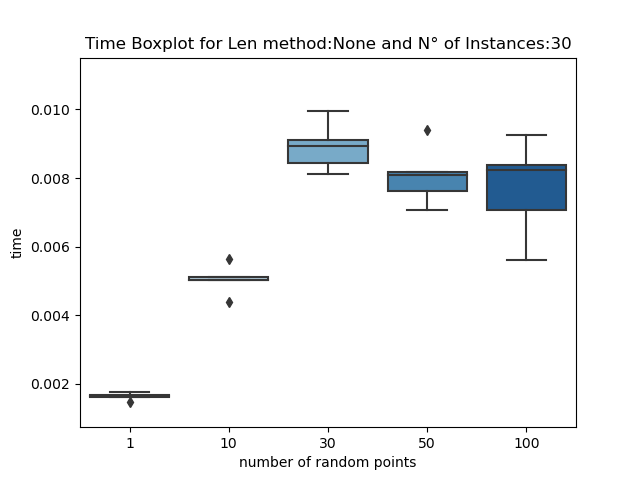 Time Boxplot for Len method:None and N° of Instances:30
0.010
0.008
0.006
0.004
0.002
time
1 10 30 50 100
number of random points